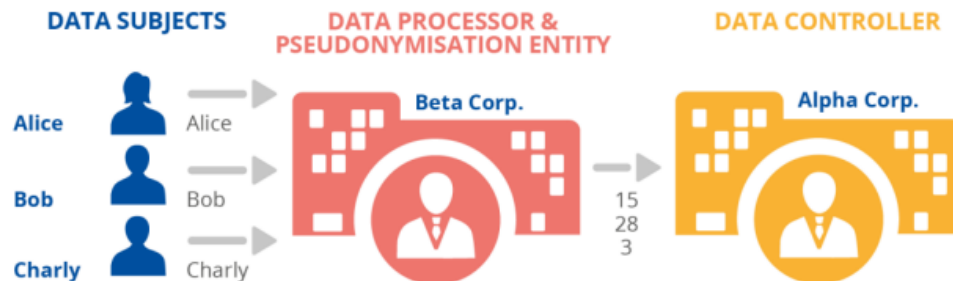 DATA SUBJECTS
DATA PROCESSOR &
PSEUDONYMISATION ENTITY
DATA CONTROLLER
Beta Corp.
Alpha Corp.
Alice
Alice
Bob
Bob
Charly
Charly
15
28
3